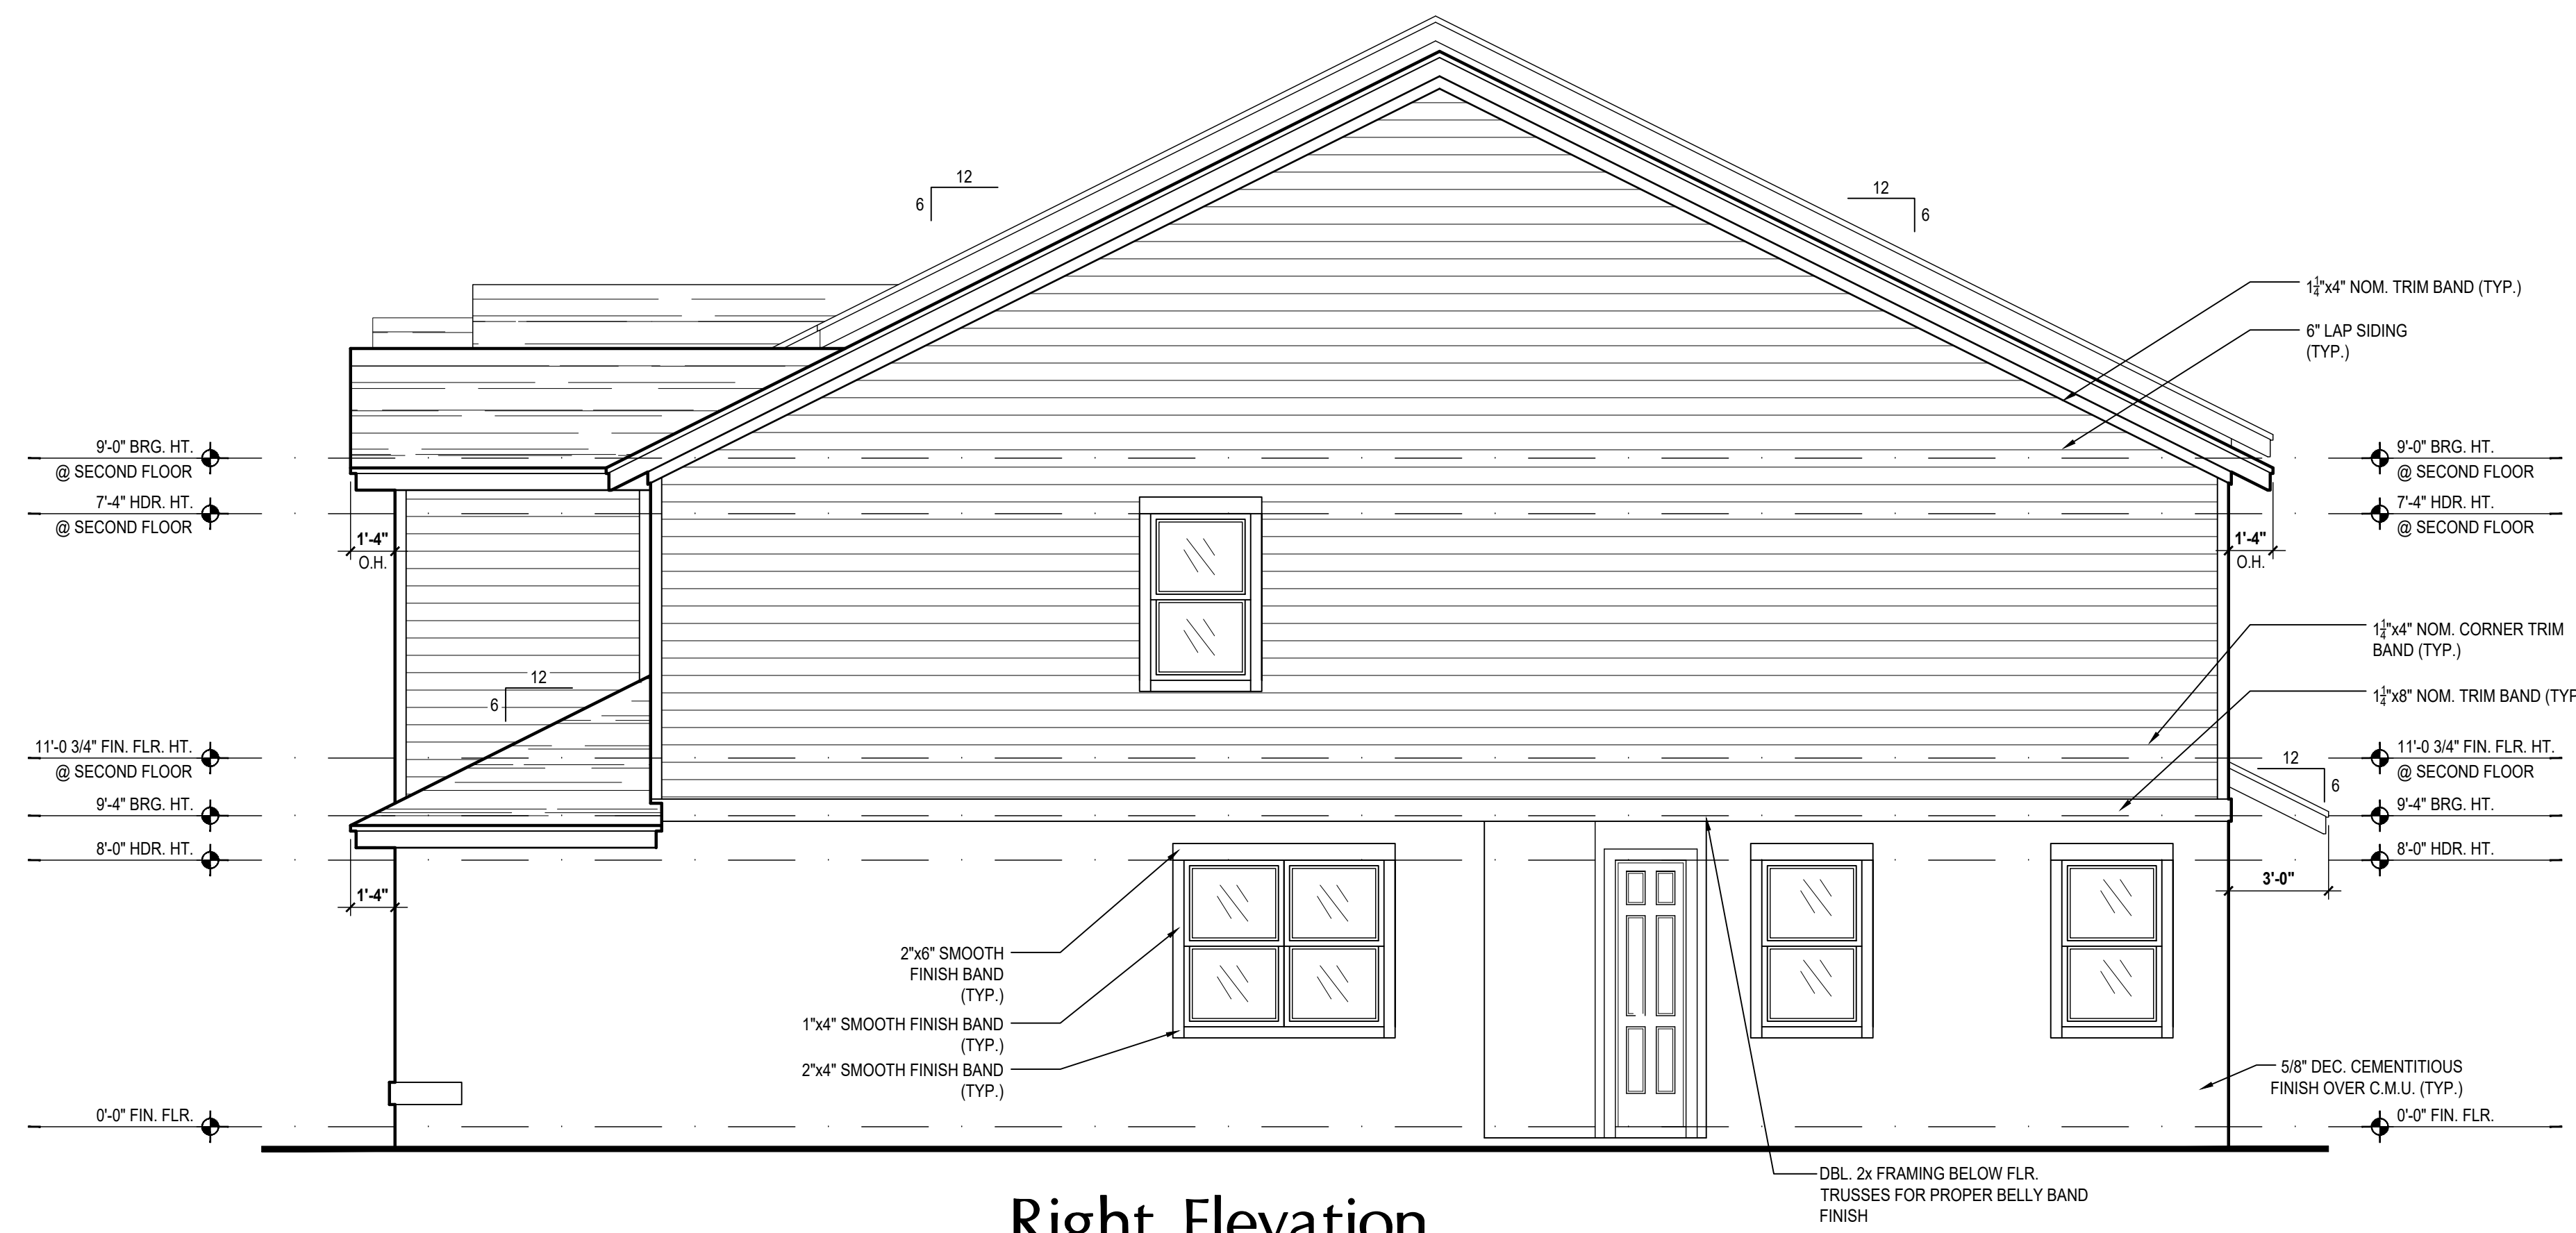 12
6
12
6
1 1/4"x4" NOM. TRIM BAND (TYP.)
6" LAP SIDING
(TYP.)
9'-0" BRG. HT.
@ SECOND FLOOR
7'-4" HDR. HT.
@ SECOND FLOOR
1'-4"
O.H.
9'-0" BRG. HT.
@ SECOND FLOOR
7'-4" HDR. HT.
@ SECOND FLOOR
1'-4"
O.H.
1 1/4"x4" NOM. CORNER TRIM
BAND (TYP.)
1 1/4"x8" NOM. TRIM BAND (TYP
12
6
11'-0 3/4" FIN. FLR. HT.
@ SECOND FLOOR
9'-4" BRG. HT.
8'-0" HDR. HT.
1'-4"
12
6
11'-0 3/4" FIN. FLR. HT.
@ SECOND FLOOR
9'-4" BRG. HT.
8'-0" HDR. HT.
3'-0"
2"x6" SMOOTH
FINISH BAND
(TYP.)
1"x4" SMOOTH FINISH BAND
(TYP.)
2"x4" SMOOTH FINISH BAND
(TYP.)
5/8" DEC. CEMENTITIOUS
FINISH OVER C.M.U. (TYP.)
0'-0" FIN. FLR.
0'-0" FIN. FLR.
DBL. 2x FRAMING BELOW FLR.
TRUSSES FOR PROPER BELLY BAND
FINISH
Right Elevation